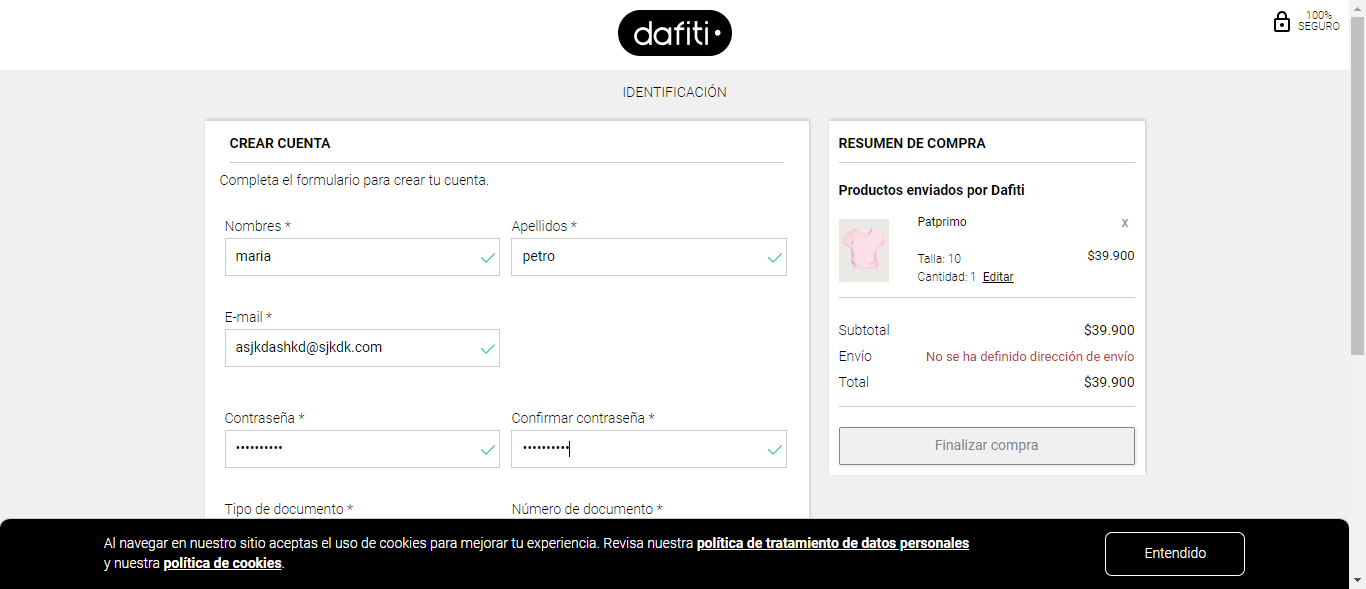 dafiti
100%
SEGURO
IDENTIFICACIÓN
CREAR CUENTA
Completa el formulario para crear tu cuenta.
Nombres *
Apellidos *
maria
petro
E-mail *
asjkdashkd@sjkdk.com
Contraseña *
Confirmar contraseña *
••••••••••
••••••••••
Tipo de documento *
Número de documento *
RESUMEN DE COMPRA
Productos enviados por Dafiti
Patprimo x
Talla: 10 $39.900
Cantidad: 1 Editar
Subtotal $39.900
Envío No se ha definido dirección de envío
Total $39.900
Finalizar compra
Al navegar en nuestro sitio aceptas el uso de cookies para mejorar tu experiencia. Revisa nuestra política de tratamiento de datos personales
y nuestra política de cookies.
Entendido